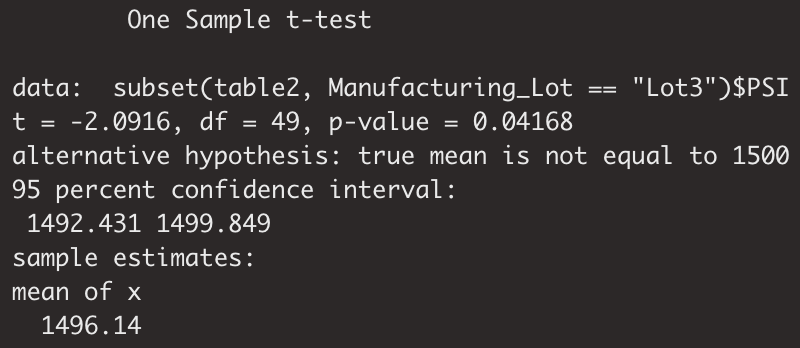 One Sample t-test
data:  subset(table2, Manufacturing_Lot == "Lot3")$PSI
t = -2.0916, df = 49, p-value = 0.04168
alternative hypothesis: true mean is not equal to 1500
95 percent confidence interval:
1492.431 1499.849
sample estimates:
mean of x
1496.14